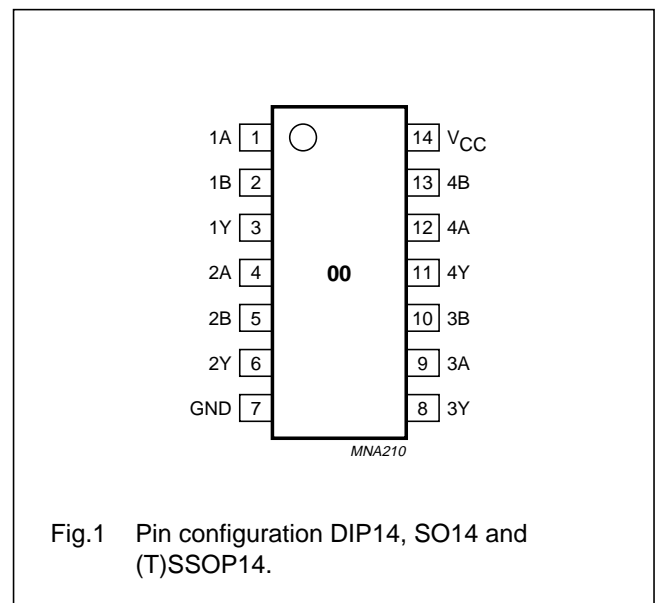 1A 1 14 VCC
1B 2 13 4B
1Y 3 12 4A
2A 4 00 11 4Y
2B 5 10 3B
2Y 6 9 3A
GND 7 8 3Y
MNA210
Fig.1 Pin configuration DIP14, SO14 and
(T)SSOP14.